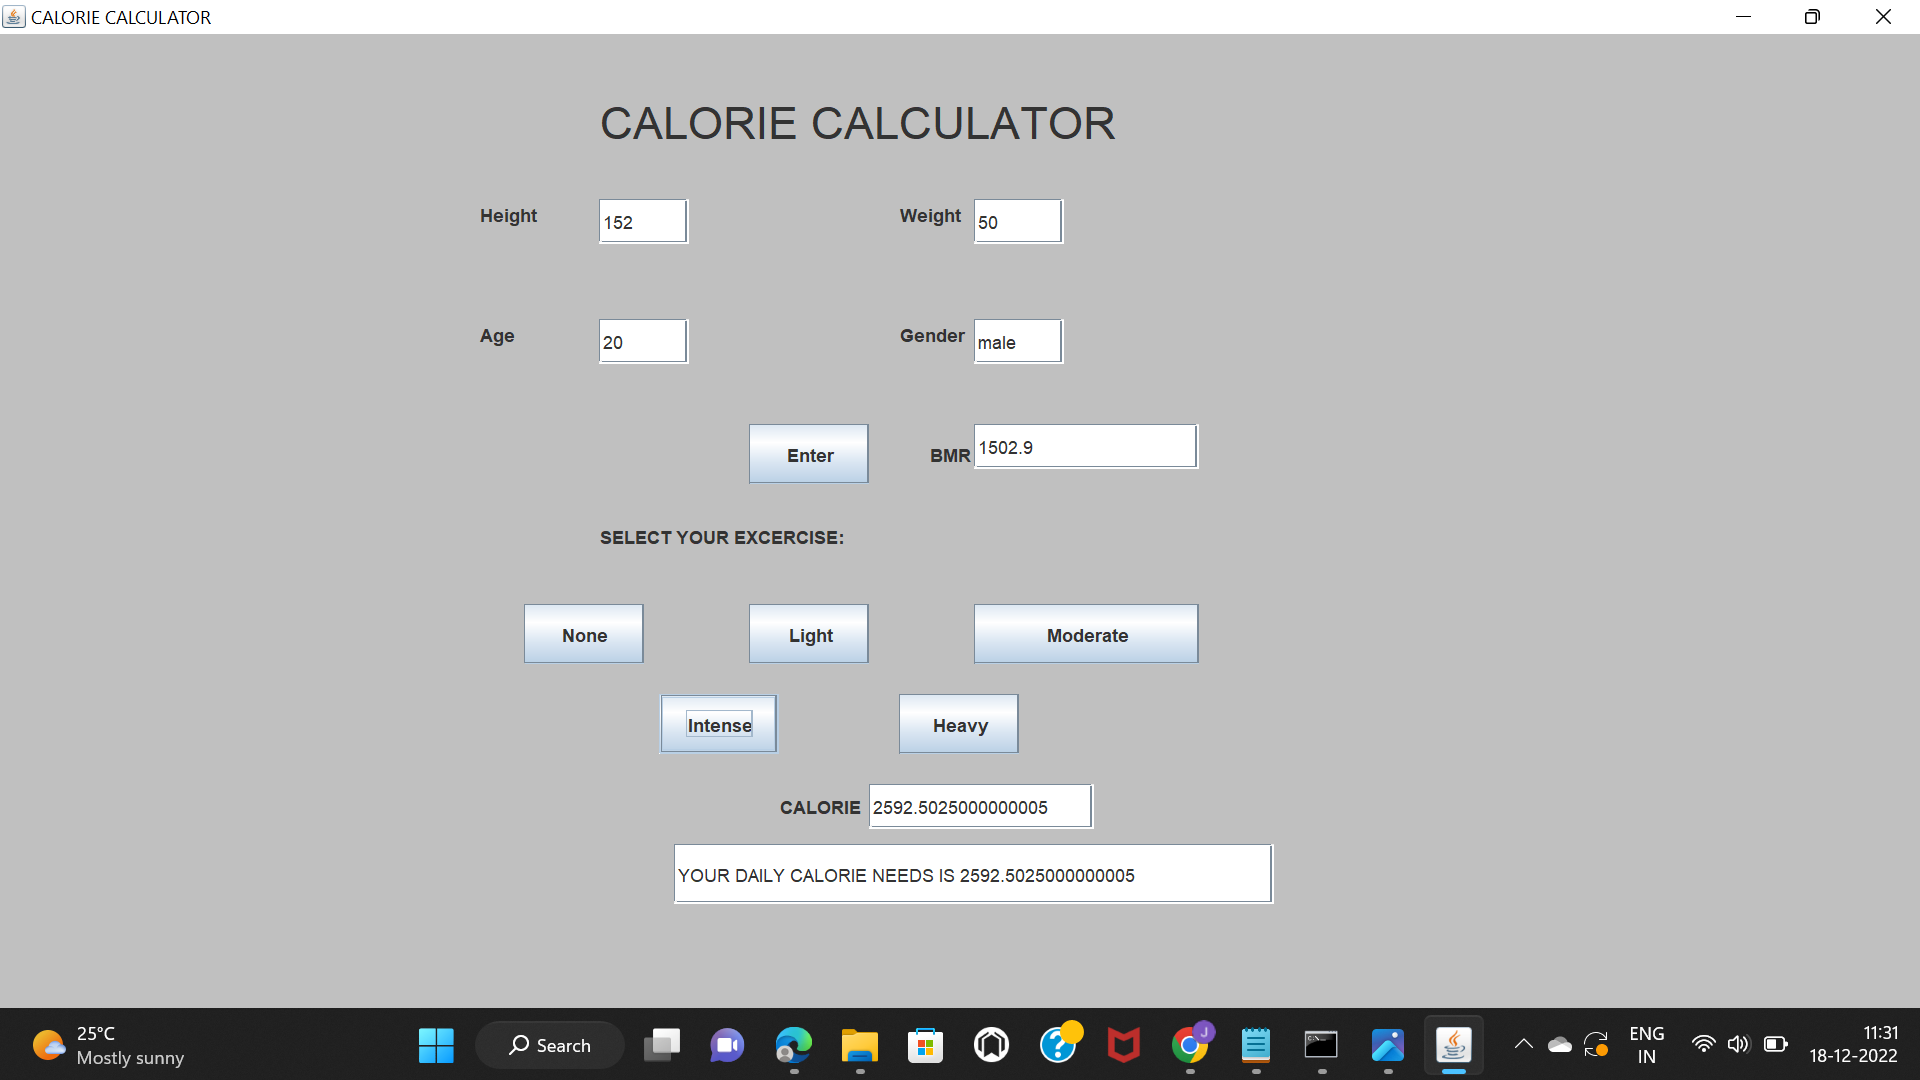 CALORIE CALCULATOR
CALORIE CALCULATOR
Height 152 Weight 50
Age 20 Gender male
Enter BMR 1502.9
SELECT YOUR EXCERCISE:
None Light Moderate
Intense Heavy
CALORIE 2592.5025000000005
YOUR DAILY CALORIE NEEDS IS 2592.5025000000005
25°C
Mostly sunny
Search
J
ENG
IN
11:31
18-12-2022